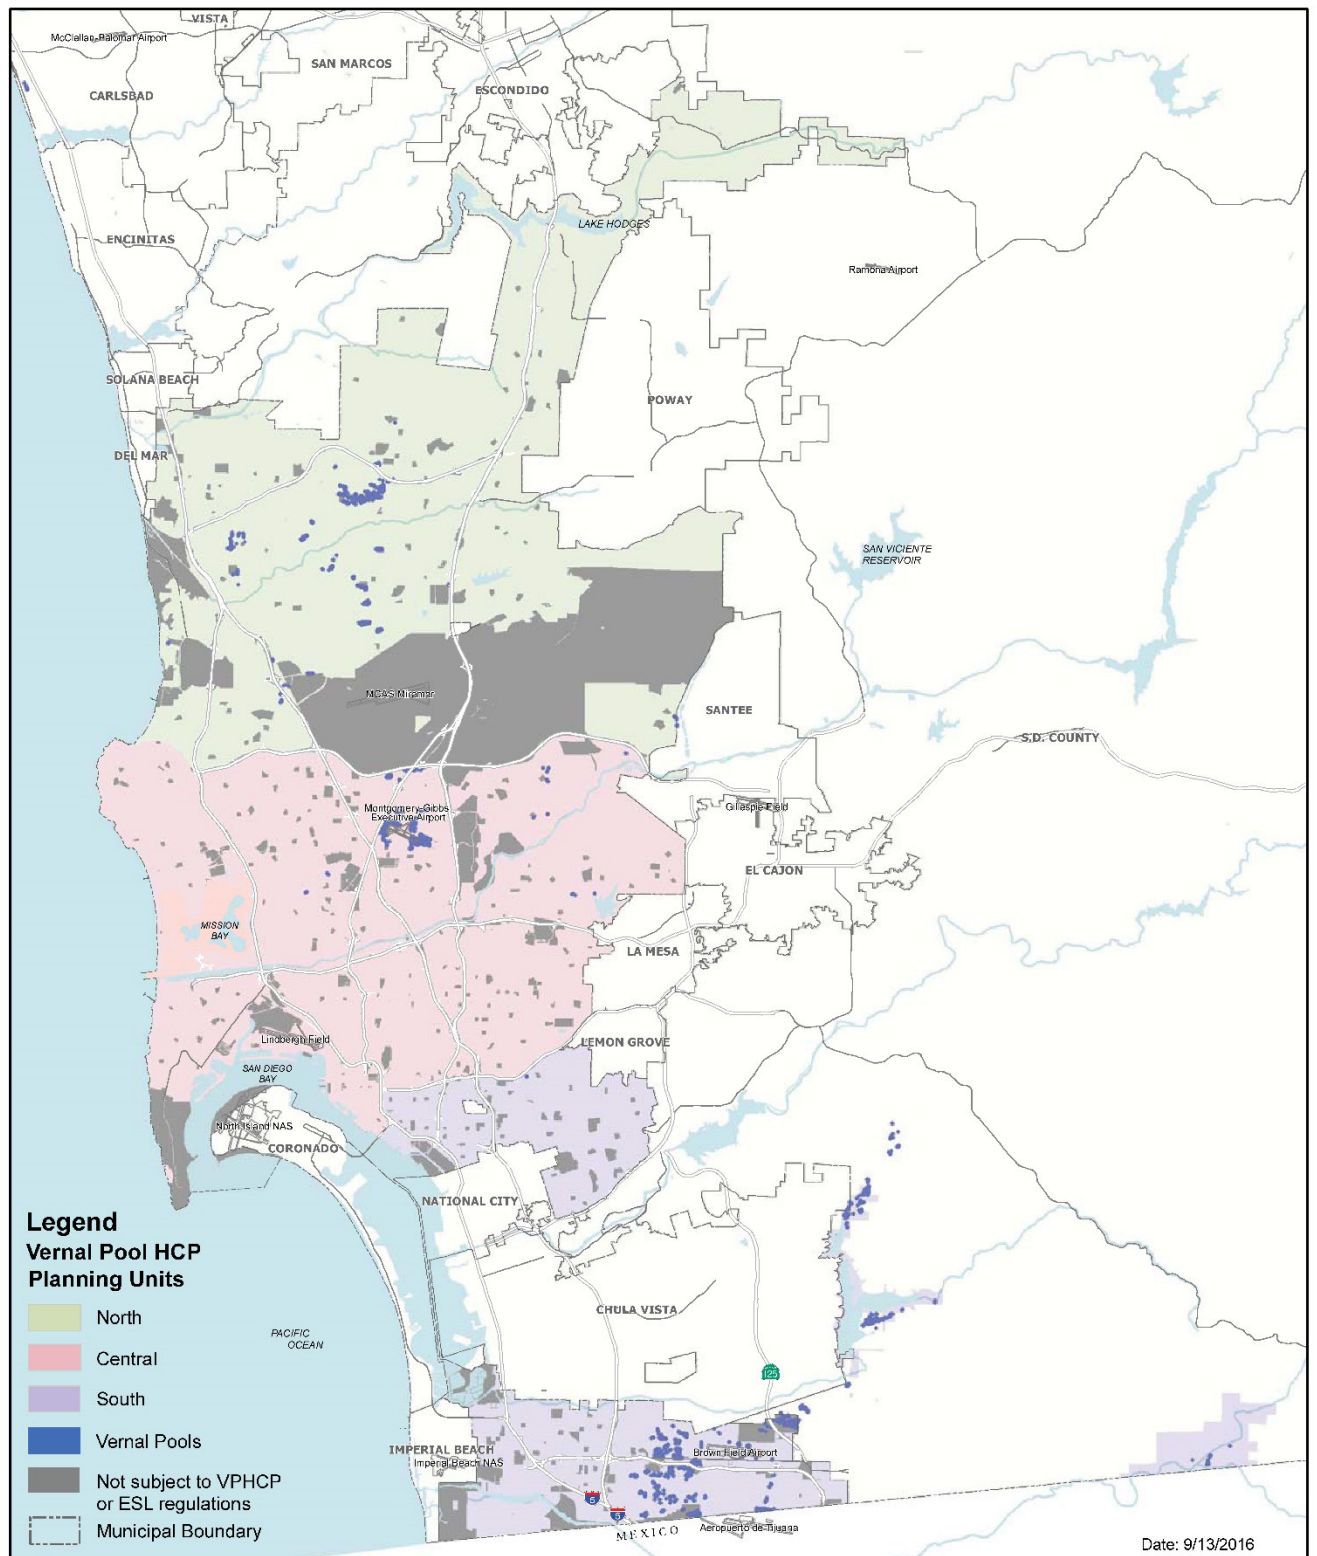 VISTA
McClellan-Palomar Airport
SAN MARCOS
CARLSBAD
ESCONDIDO
ENCINITAS
LAKE HODGES
Ramona Airport
SOLANA BEACH
POWAY
DEL MAR
SAN VICIENTE
RESERVOIR
MCAS Miramar
SANTEE
S.D. COUNTY
Montgomery-Gibbs
Executive Airport
Gillespie Field
EL CAJON
MISSION
BAY
LA MESA
Lindbergh Field
LEMON GROVE
SAN DIEGO
BAY
North Island NAS
CORONADO
NATIONAL CITY
CHULA VISTA
PACIFIC
OCEAN
125
IMPERIAL BEACH
Imperial Beach NAS
Brown Field Airport
5
5
MEXICO
Aeropuerto de Tijuana
Legend
Vernal Pool HCP
Planning Units
North
Central
South
Vernal Pools
Not subject to VPHCP
or ESL regulations
Municipal Boundary
Date: 9/13/2016